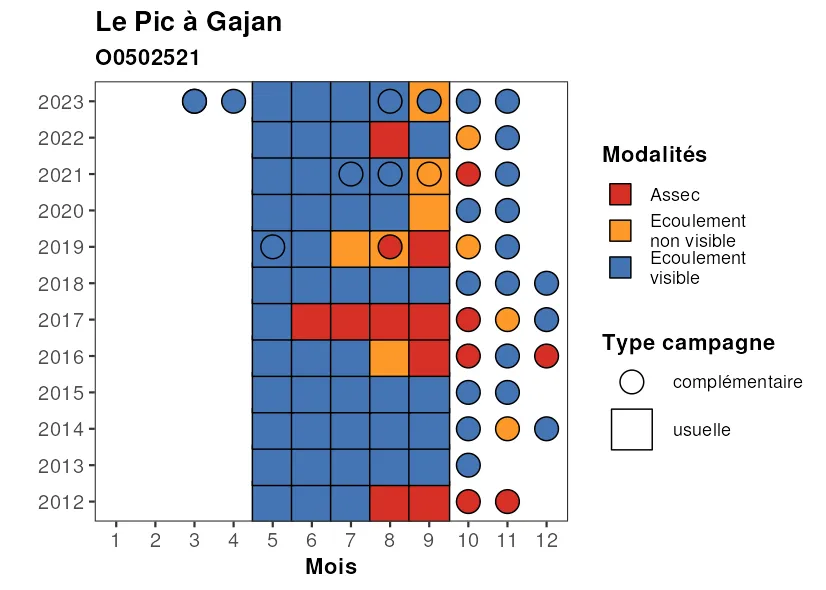 Le Pic à Gajan
O0502521
2023
2022
2021
2020
2019
2018
2017
2016
2015
2014
2013
2012
1 2 3 4 5 6 7 8 9 10 11 12
Mois
Modalités
Assec
Ecoulement
non visible
Ecoulement
visible
Type campagne
complémentaire
usuelle